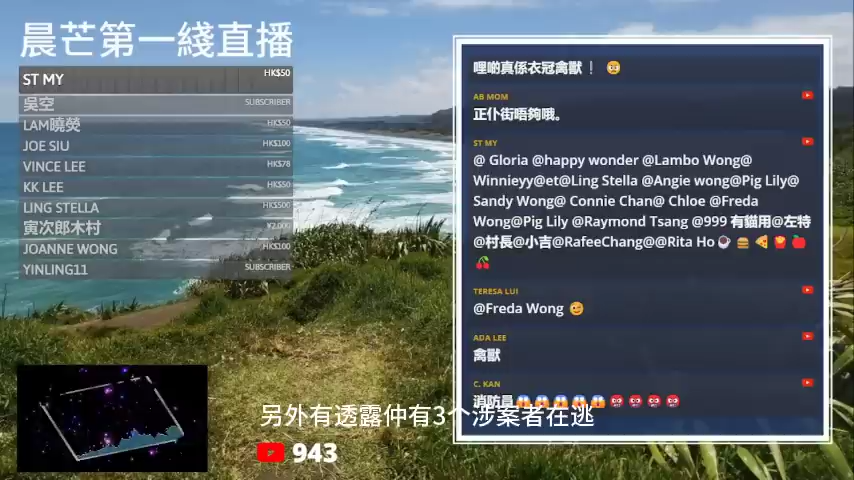 晨芒第一綫直播
ST MY HK$50
吳空 SUBSCRIBER
LAM曉熒 HK$50
JOE SIU HK$100
VINCE LEE HK$78
KK LEE HK$50
LING STELLA HK$500
寅次郎木村 ¥2,000
JOANNE WONG HK$100
YINLING11 SUBSCRIBER
哩啲真係衣冠禽獸❗ 😡
AB MOM
正仆街唔夠哦。
ST MY
@ Gloria @happy wonder @Lambo Wong@
Winnieyy@et@Ling Stella @Angie wong@Pig Lily@
Sandy Wong@ Connie Chan@ Chloe @Freda
Wong@Pig Lily @Raymond Tsang @999 有貓用@左特
@村長@小吉@RafeeChang@@Rita Ho☕🍔🍕🍟🍎
🍒
TERESA LUI
@Freda Wong 😉
ADA LEE
禽獸
C. KAN
消防員😱😱😱😱😱👹👹👹👹
另外有透露仲有3个涉案者在逃
943